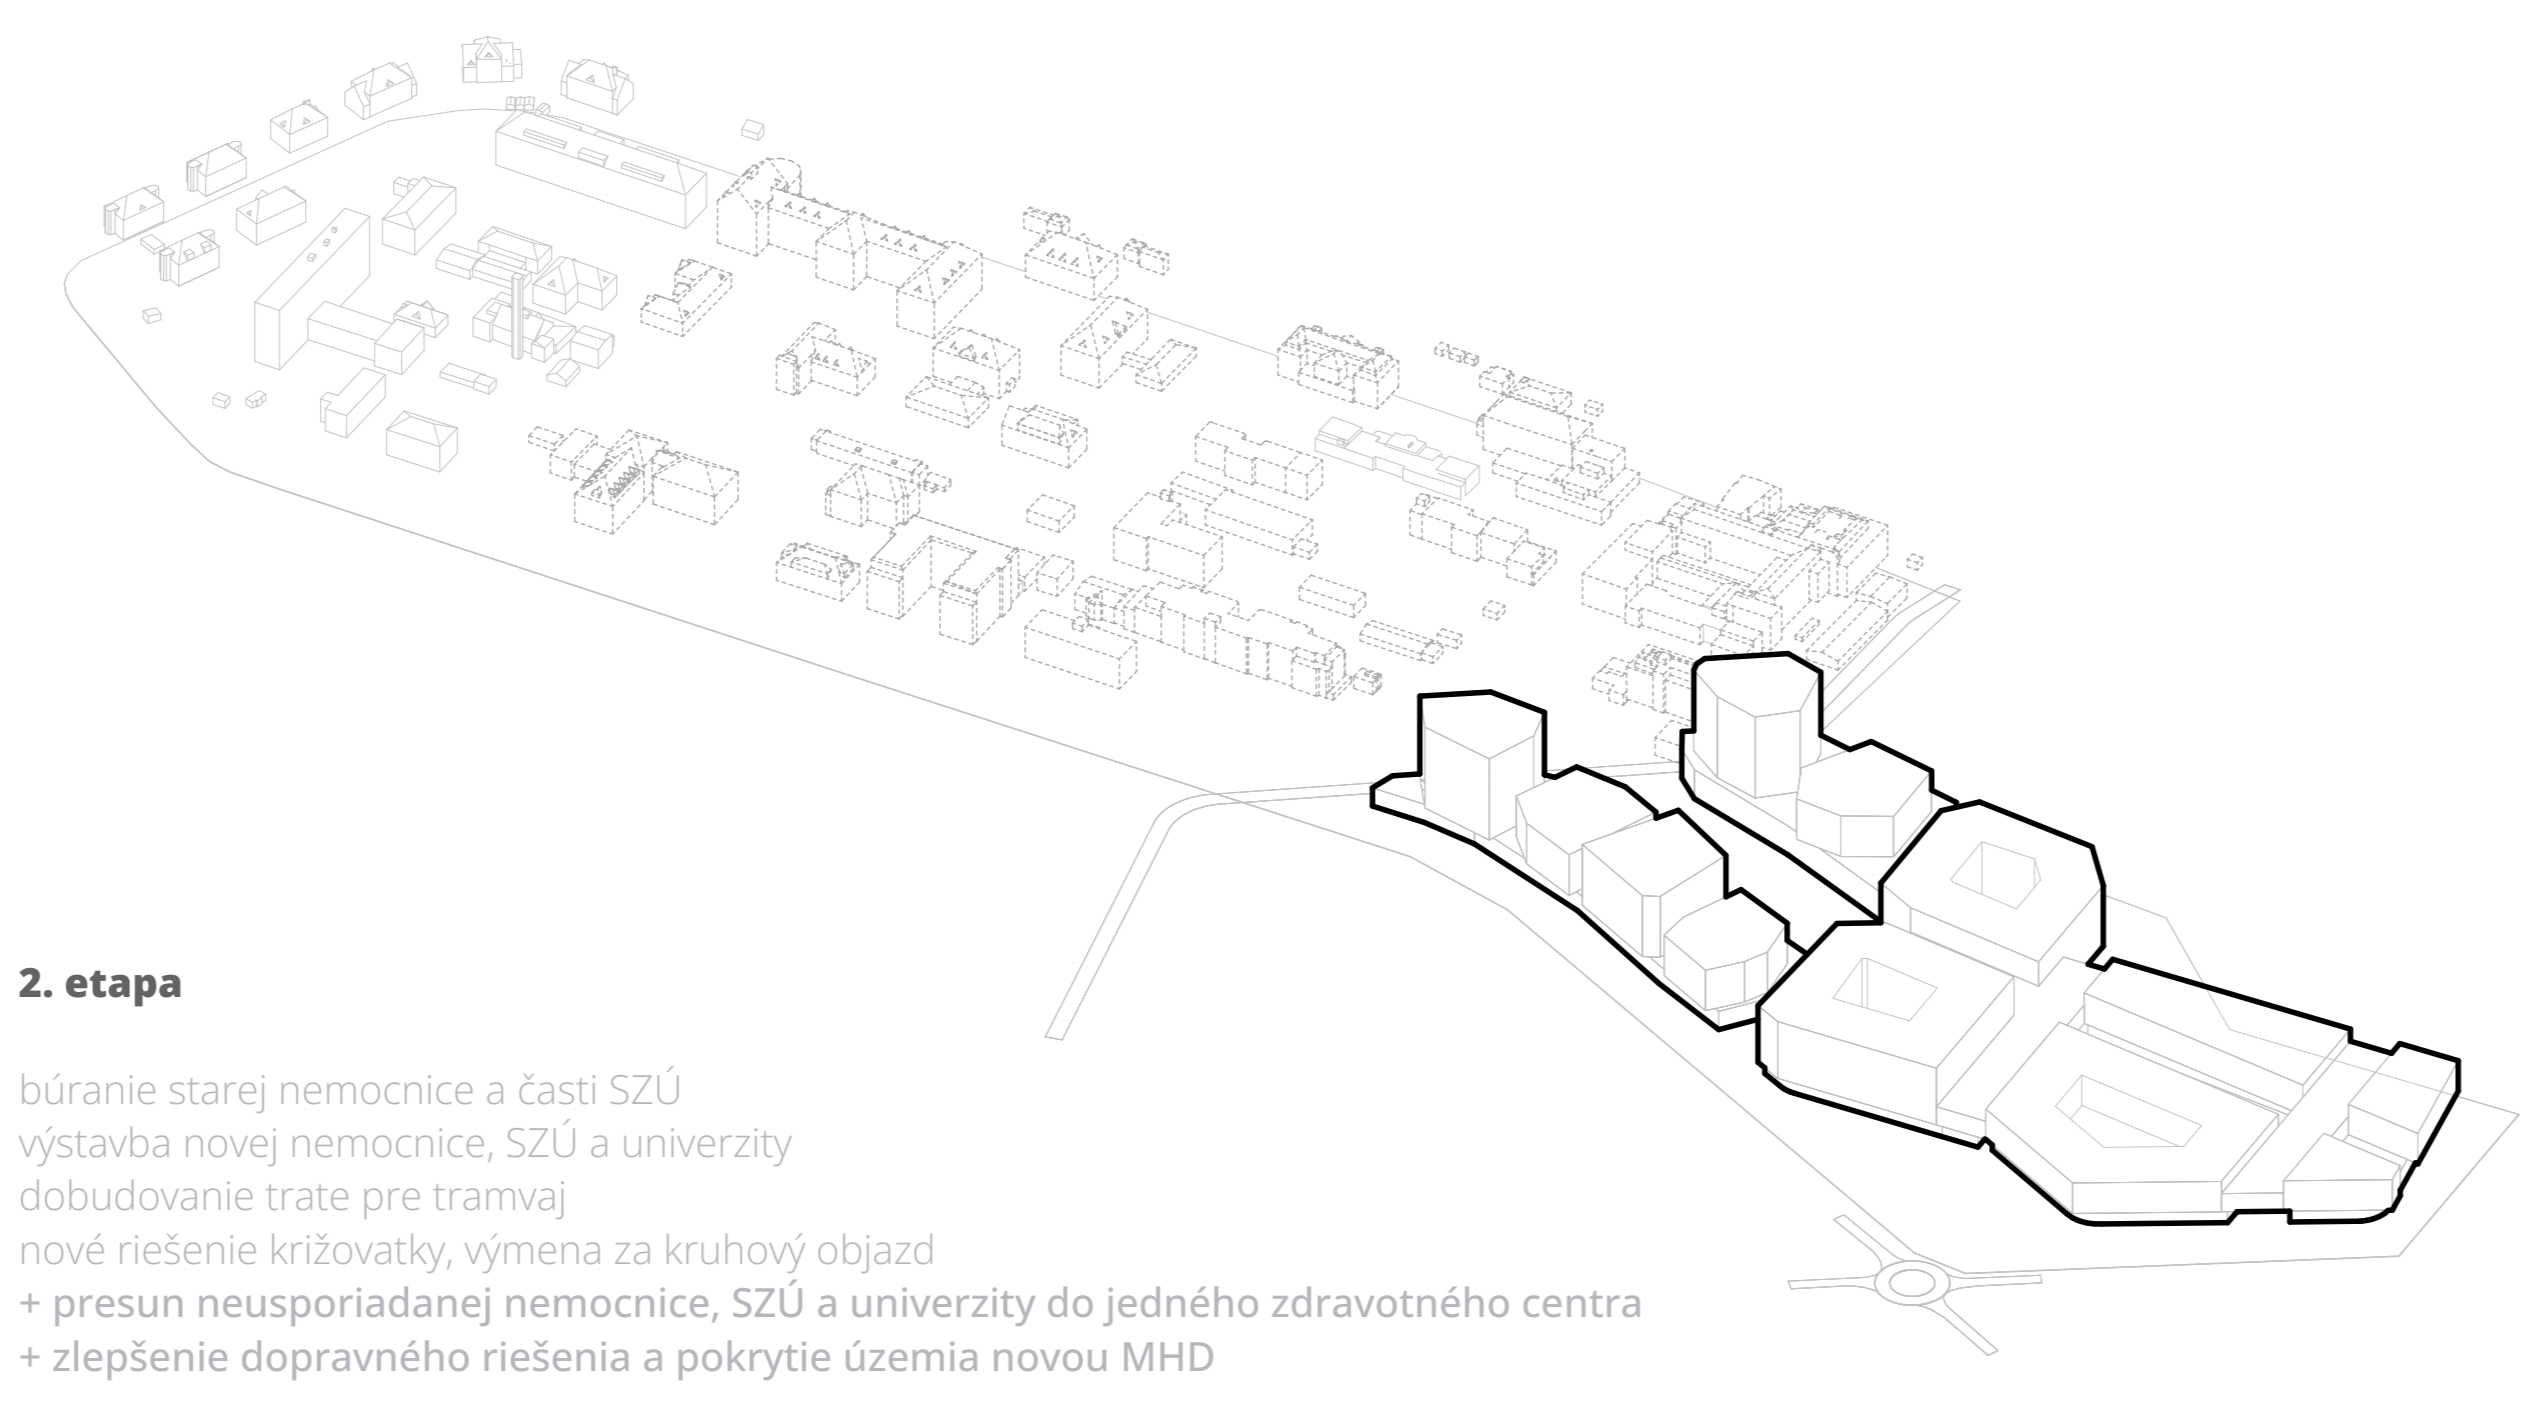 2. etapa
búranie starej nemocnice a časti SZÚ
výstavba novej nemocnice, SZÚ a univerzity
dobudovanie trate pre tramvaj
nové riešenie križovatky, výmena za kruhový objazd
+ presun neusporiadanej nemocnice, SZÚ a univerzity do jedného zdravotného centra
+ zlepšenie dopravného riešenia a pokrytie územia novou MHD